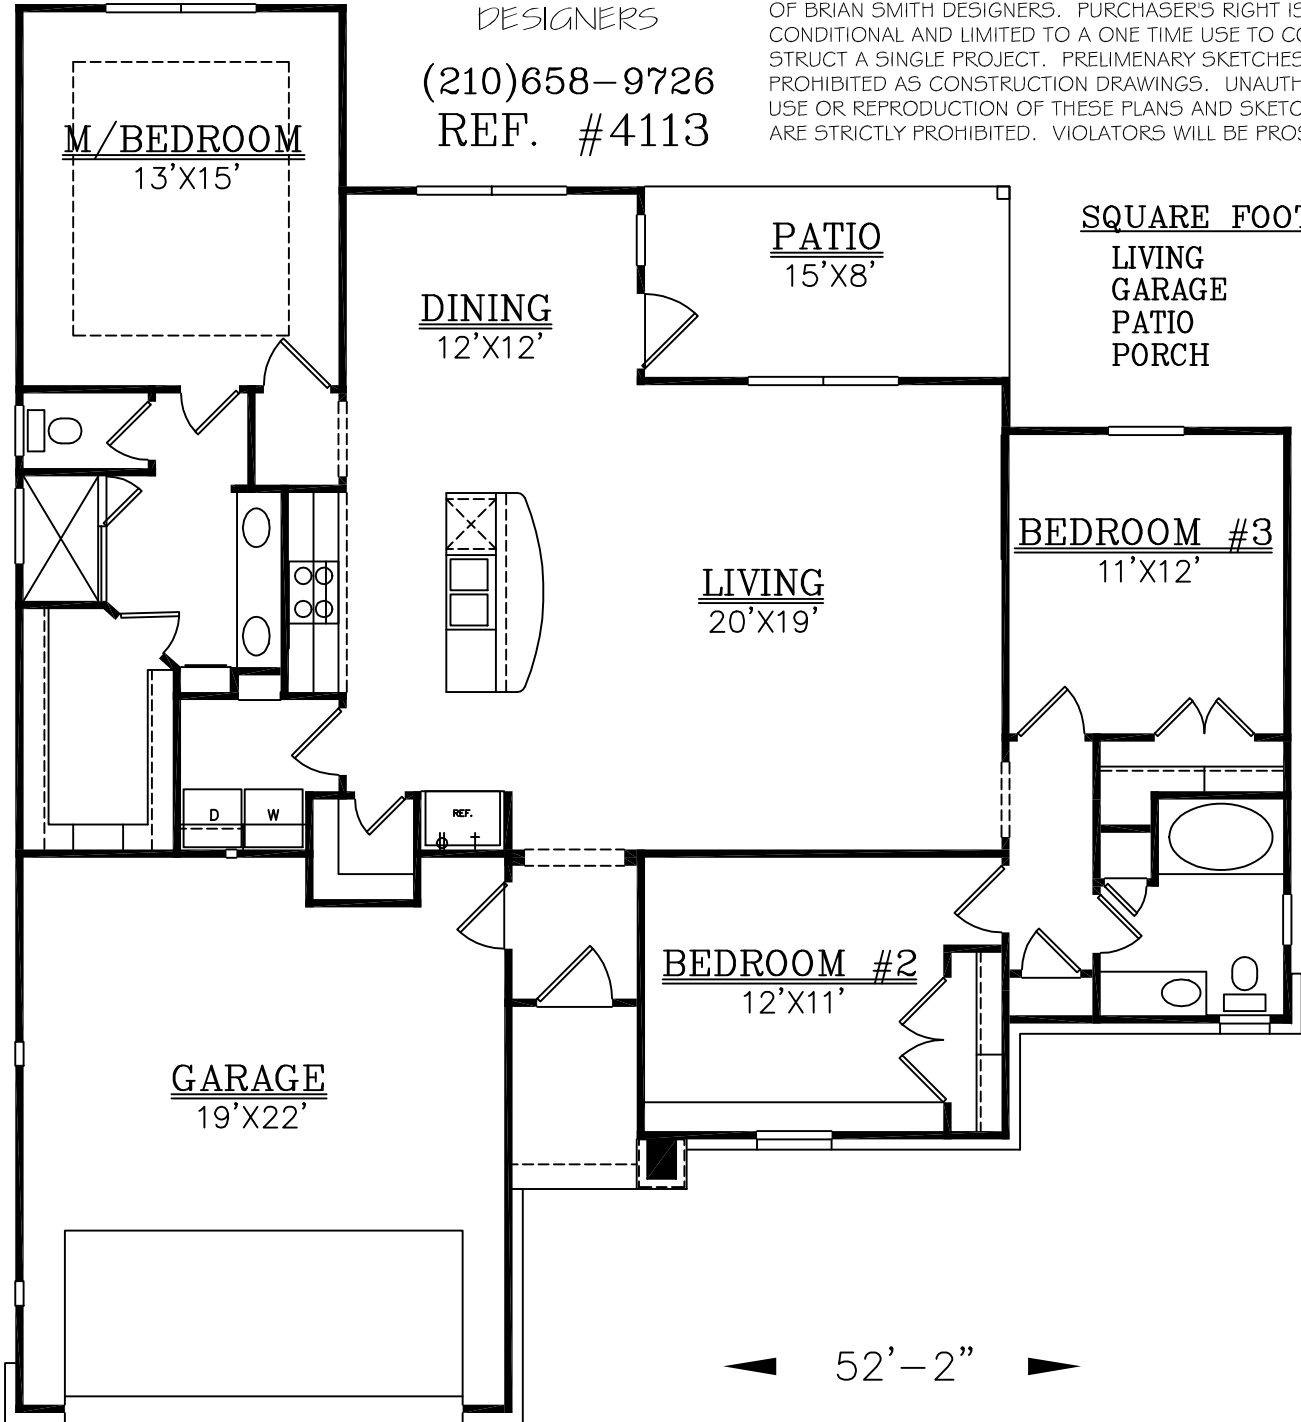 DESIGNERS
(210)658-9726
REF. #4113
OF BRIAN SMITH DESIGNERS. PURCHASER'S RIGHT IS
CONDITIONAL AND LIMITED TO A ONE TIME USE TO
STRUCT A SINGLE PROJECT. PRELIMENARY SKETCHES
PROHIBITED AS CONSTRUCTION DRAWINGS.
USE OR REPRODUCTION OF THESE PLANS AND
ARE STRICTLY PROHIBITED. VIOLATORS WILL BE
M/BEDROOM
13'X15'
SQUARE
LIVING
GARAGE
PATIO
PORCH
PATIO
15'X8'
DINING
12'X12'
BEDROOM #3
11'X12'
LIVING
20'X19'
D
W
REF.
BEDROOM #2
12'X11'
GARAGE
19'X22'
52'-2"